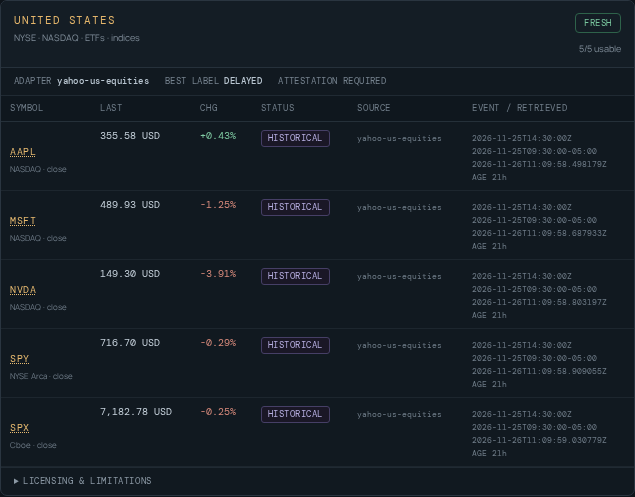 UNITED STATES
NYSE · NASDAQ · ETFs · indices
FRESH
5/5 usable
ADAPTER yahoo-us-equities BEST LABEL DELAYED ATTESTATION REQUIRED
SYMBOL LAST CHG STATUS SOURCE EVENT / RETRIEVED
AAPL
NASDAQ · close
355.58 USD
+0.43%
HISTORICAL
yahoo-us-equities
2026-11-25T14:30:00Z
2026-11-25T09:30:00-05:00
2026-11-26T11:09:58.498179Z
AGE 21h
MSFT
NASDAQ · close
489.93 USD
-1.25%
HISTORICAL
yahoo-us-equities
2026-11-25T14:30:00Z
2026-11-25T09:30:00-05:00
2026-11-26T11:09:58.687933Z
AGE 21h
NVDA
NASDAQ · close
149.30 USD
-3.91%
HISTORICAL
yahoo-us-equities
2026-11-25T14:30:00Z
2026-11-25T09:30:00-05:00
2026-11-26T11:09:58.803197Z
AGE 21h
SPY
NYSE Arca · close
716.70 USD
-0.29%
HISTORICAL
yahoo-us-equities
2026-11-25T14:30:00Z
2026-11-25T09:30:00-05:00
2026-11-26T11:09:58.909055Z
AGE 21h
SPX
Cboe · close
7,182.78 USD
-0.25%
HISTORICAL
yahoo-us-equities
2026-11-25T14:30:00Z
2026-11-25T09:30:00-05:00
2026-11-26T11:09:59.030779Z
AGE 21h
▶ LICENSING & LIMITATIONS